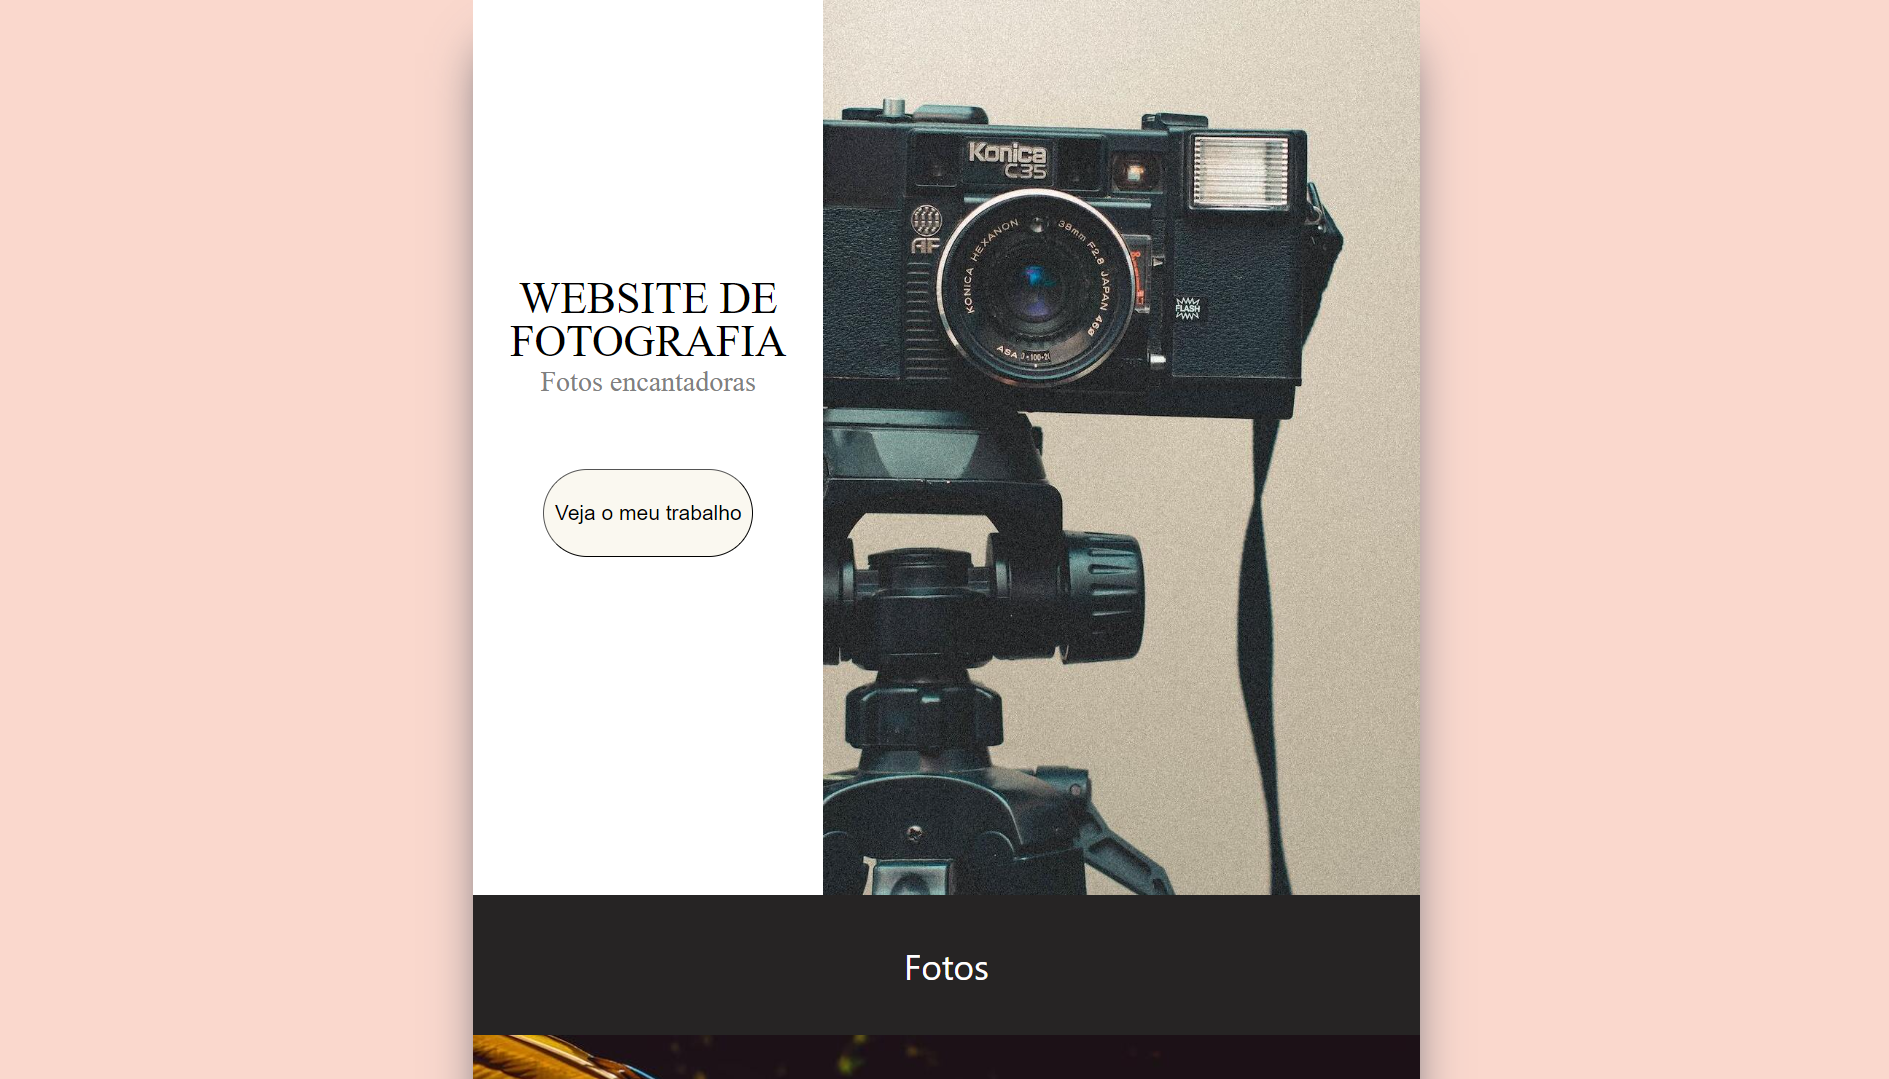 WEBSITE DE
FOTOGRAFIA
Fotos encantadoras
Veja o meu trabalho
Konica
C35
AF
KONICA HEXANON 38mm F2.8 JAPAN 46ø
ASA
FLASH
Fotos